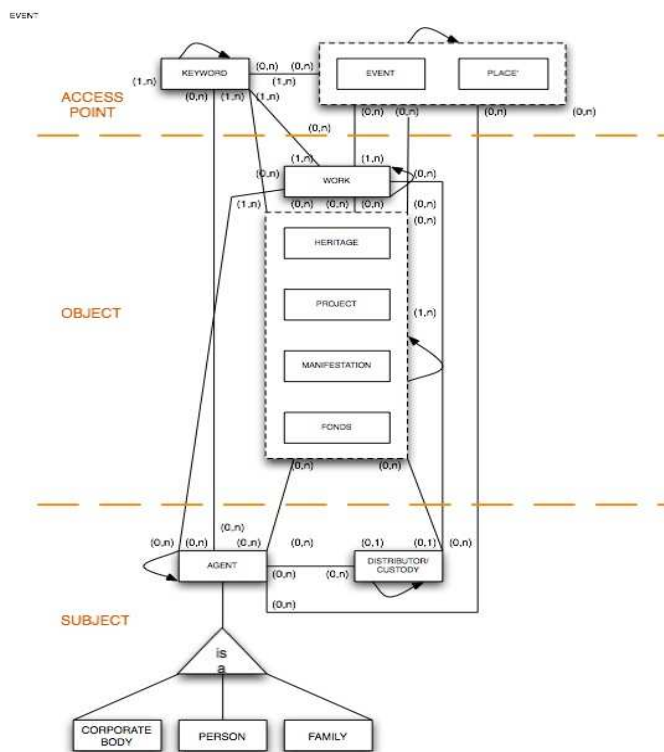 EVENT
(0,n) (0,n)
KEYWORD
EVENT
PLACE'
(1,n)
(1,n)
ACCESS
POINT
(0,n) (1,n) (1,n)
(0,n) (0,n)
(0,n)
(0,n)
(0,n)
(1,n)
(1,n)
(0,n)
(0,n)
WORK
(1,n)
(0,n)
(0,n)
(0,n)
(0,n)
(0,n)
HERITAGE
PROJECT
OBJECT
(1,n)
MANIFESTATION
FONDS
(0,n)
(0,n)
(0,n)
(0,n)
(0,n)
(0,n)
(0,n)
(0,1)
(0,1)
(0,n)
AGENT
DISTRIBUTOR/
CUSTODY
(0,n)
(0,n)
(0,n)
SUBJECT
is
a
CORPORATE
BODY
PERSON
FAMILY